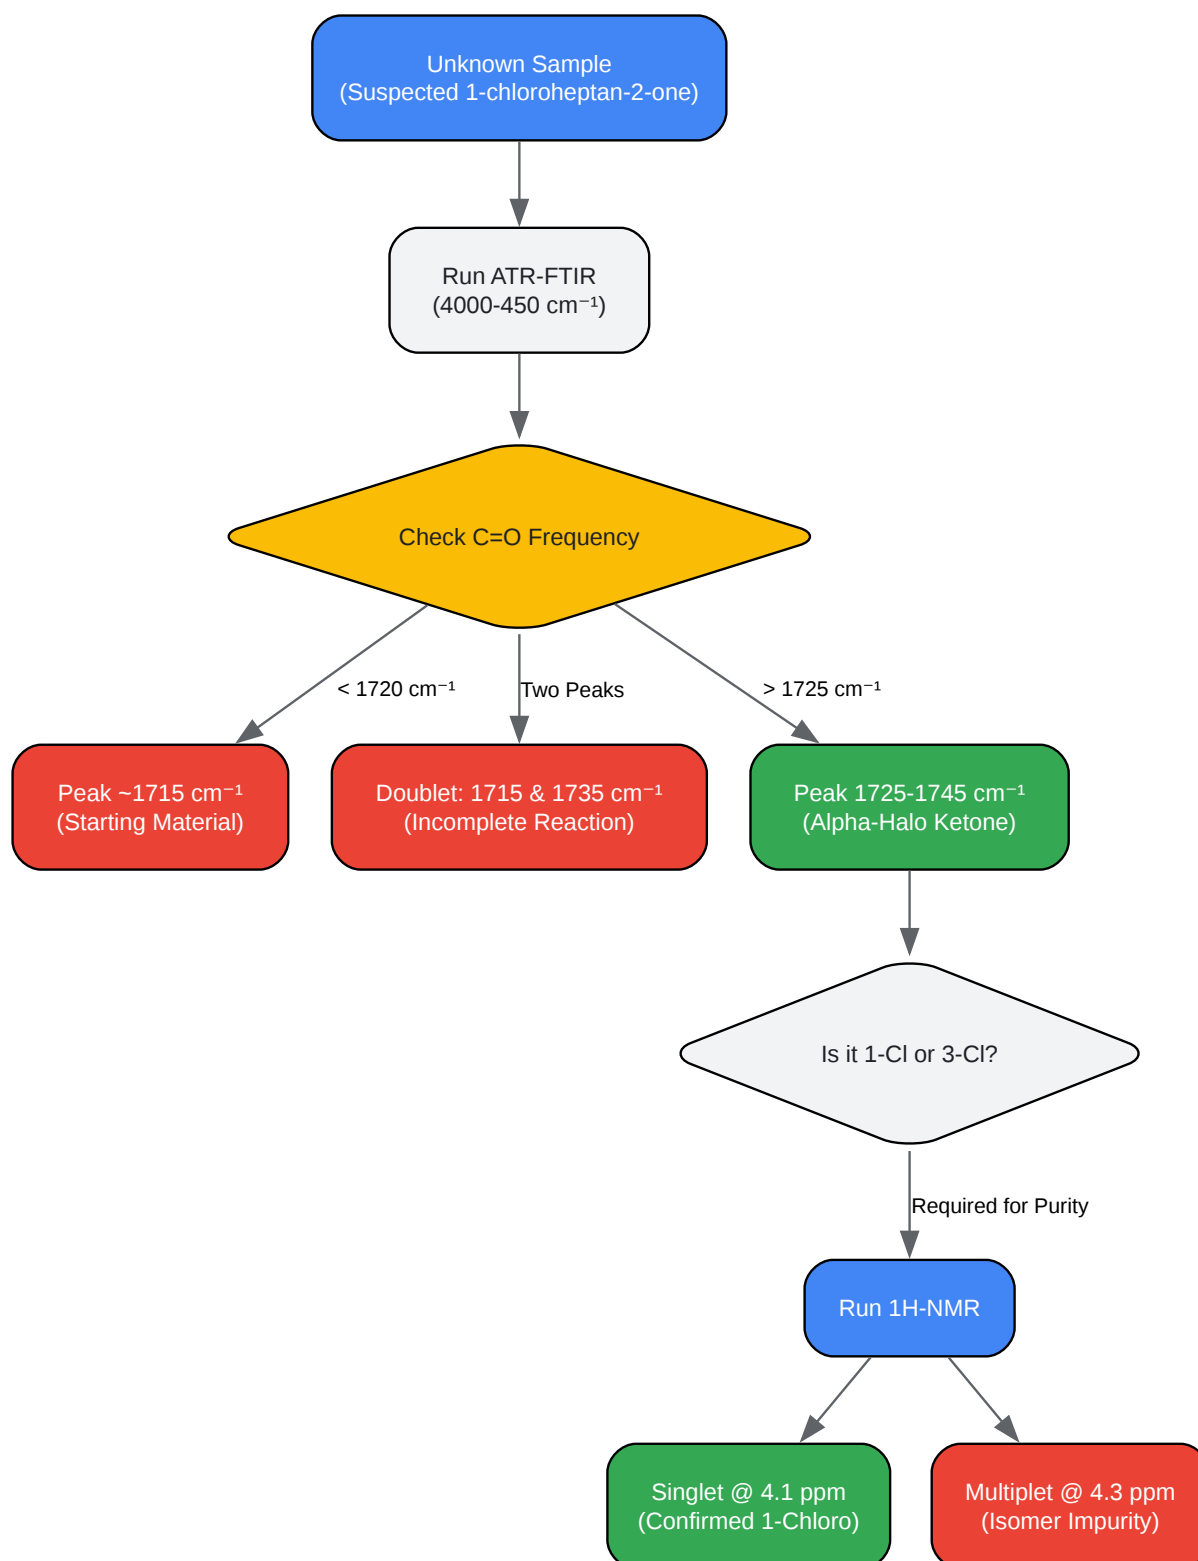 Unknown Sample
(Suspected 1-chloroheptan-2-one)
Run ATR-FTIR
(4000-450 cm⁻¹)
Check C=O Frequency
< 1720 cm⁻¹
Two Peaks
> 1725 cm⁻¹
Peak ~1715 cm⁻¹
(Starting Material)
Doublet: 1715 & 1735 cm⁻¹
(Incomplete Reaction)
Peak 1725-1745 cm⁻¹
(Alpha-Halo Ketone)
Is it 1-Cl or 3-Cl?
Required for Purity
Run 1H-NMR
Singlet @ 4.1 ppm
(Confirmed 1-Chloro)
Multiplet @ 4.3 ppm
(Isomer Impurity)